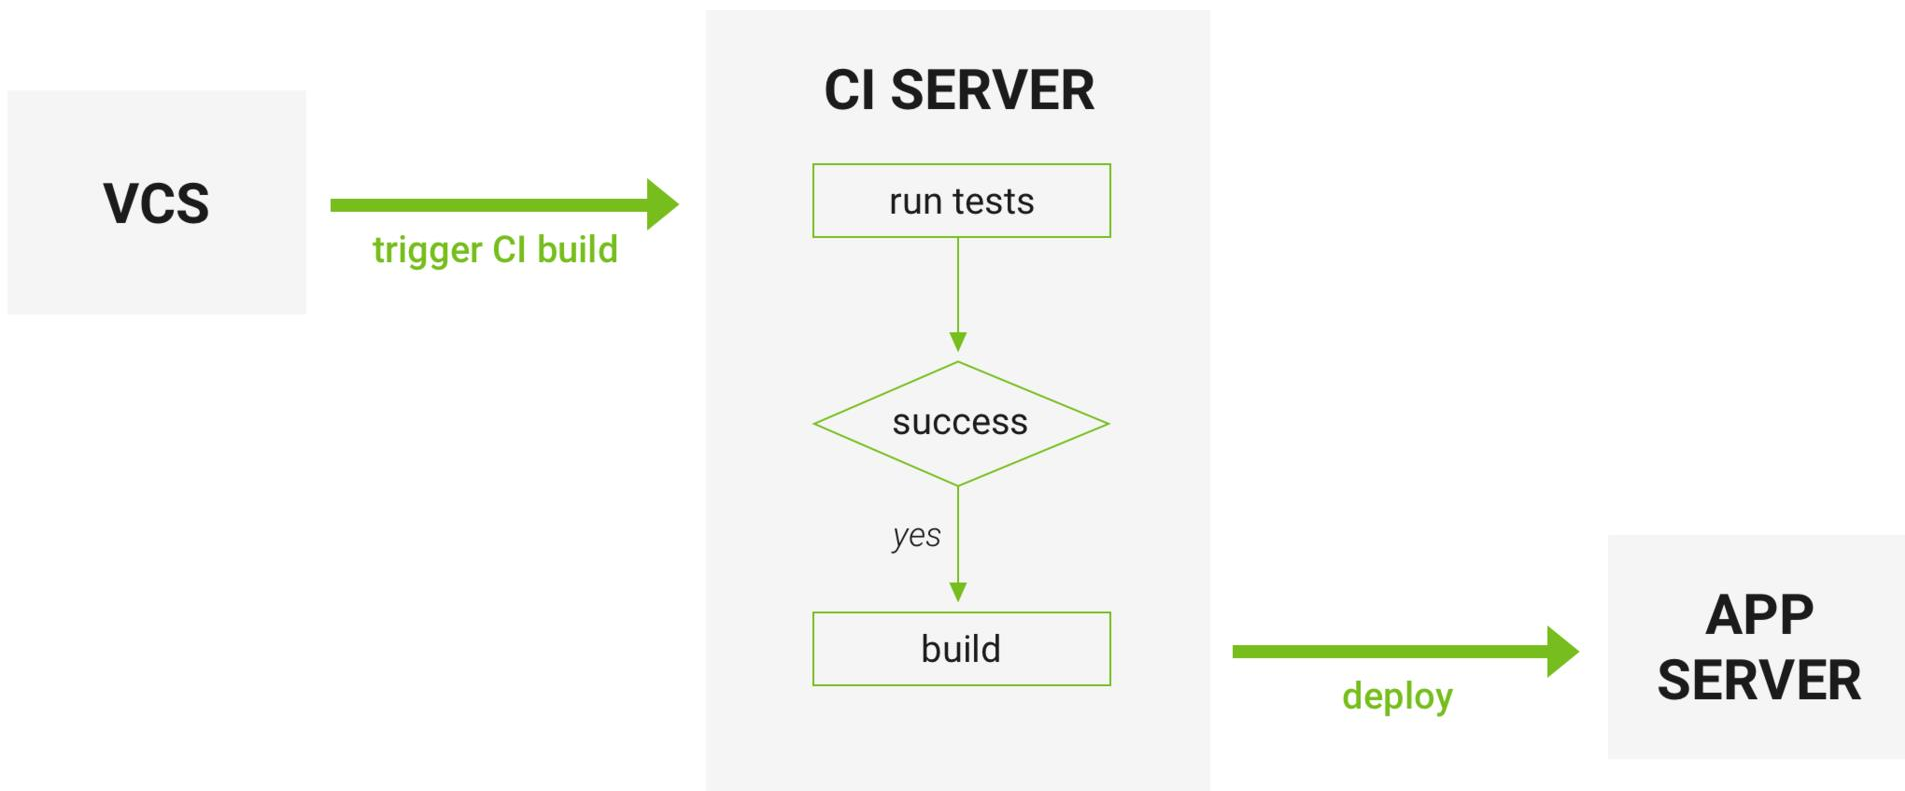 VCS
trigger CI build
CI SERVER
run tests
success
yes
build
deploy
APP
SERVER